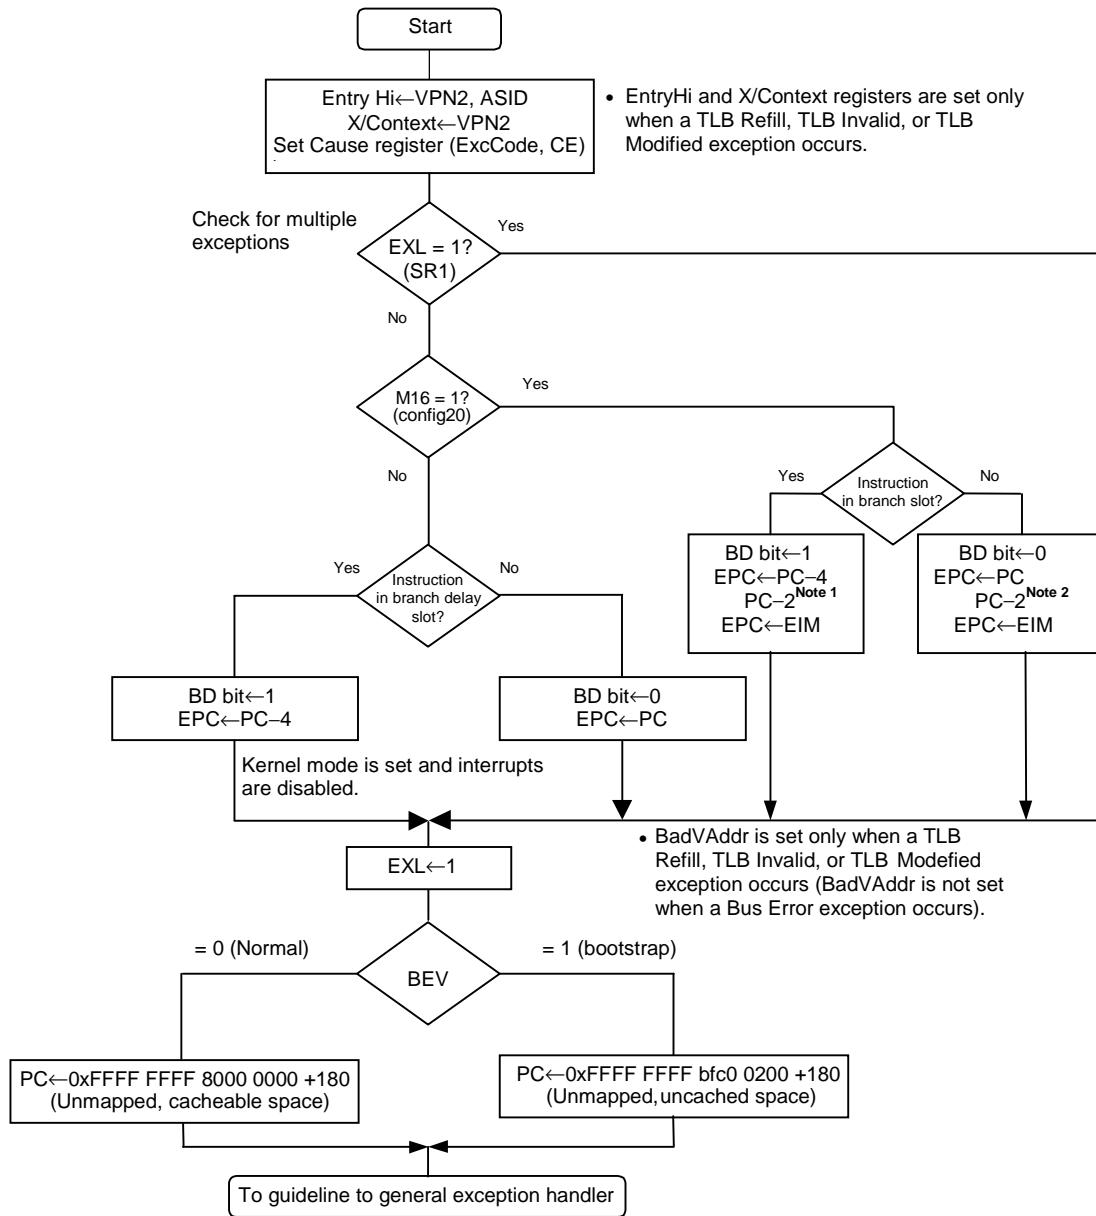 Start
Entry Hi←VPN2, ASID
X/Context←VPN2
Set Cause register (ExcCode, CE)
• EntryHi and X/Context registers are set only
when a TLB Refill, TLB Invalid, or TLB
Modified exception occurs.
Check for multiple
exceptions
EXL = 1?
(SR1)
Yes
No
M16 = 1?
(config20)
Yes
No
Instruction
in branch slot?
Yes
No
BD bit←1
EPC←PC−4
PC−2Note 1
EPC←EIM
BD bit←0
EPC←PC
PC−2Note 2
EPC←EIM
Instruction
in branch delay
slot?
Yes
No
BD bit←1
EPC←PC−4
BD bit←0
EPC←PC
Kernel mode is set and interrupts
are disabled.
EXL←1
• BadVAddr is set only when a TLB
Refill, TLB Invalid, or TLB Modefied
exception occurs (BadVAddr is not set
when a Bus Error exception occurs).
= 0 (Normal)
BEV
= 1 (bootstrap)
PC←0xFFFF FFFF 8000 0000 +180
(Unmapped, cacheable space)
PC←0xFFFF FFFF bfc0 0200 +180
(Unmapped, uncached space)
To guideline to general exception handler